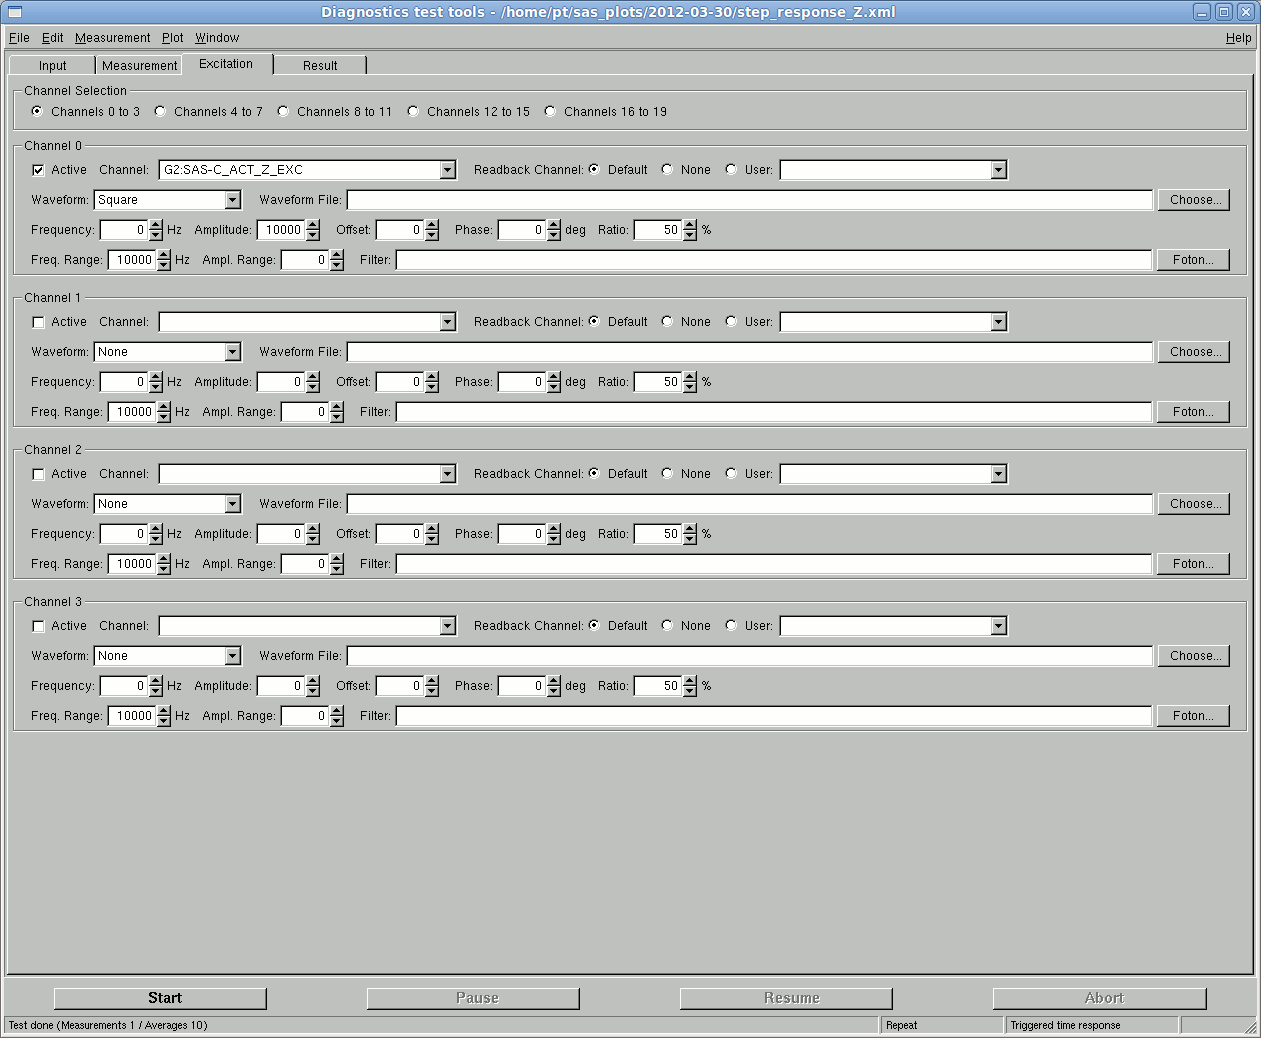 Diagnostics test tools - /home/pt/sas_plots/2012-03-30/step_response_Z.xml
File Edit Measurement Plot Window Help
Input Measurement Excitation Result
Channel Selection
Channels 0 to 3 Channels 4 to 7 Channels 8 to 11 Channels 12 to 15 Channels 16 to 19
Channel 0
Active Channel: G2:SAS-C_ACT_Z_EXC Readback Channel: Default None User:
Waveform: Square Waveform File: Choose...
Frequency: 0 Hz Amplitude: 10000 Offset: 0 Phase: 0 deg Ratio: 50 %
Freq. Range: 10000 Hz Ampl. Range: 0 Filter: Foton...
Channel 1
Active Channel: Readback Channel: Default None User:
Waveform: None Waveform File: Choose...
Frequency: 0 Hz Amplitude: 0 Offset: 0 Phase: 0 deg Ratio: 50 %
Freq. Range: 10000 Hz Ampl. Range: 0 Filter: Foton...
Channel 2
Active Channel: Readback Channel: Default None User:
Waveform: None Waveform File: Choose...
Frequency: 0 Hz Amplitude: 0 Offset: 0 Phase: 0 deg Ratio: 50 %
Freq. Range: 10000 Hz Ampl. Range: 0 Filter: Foton...
Channel 3
Active Channel: Readback Channel: Default None User:
Waveform: None Waveform File: Choose...
Frequency: 0 Hz Amplitude: 0 Offset: 0 Phase: 0 deg Ratio: 50 %
Freq. Range: 10000 Hz Ampl. Range: 0 Filter: Foton...
Start Pause Resume Abort
Test done (Measurements 1 / Averages 10) Repeat Triggered time response